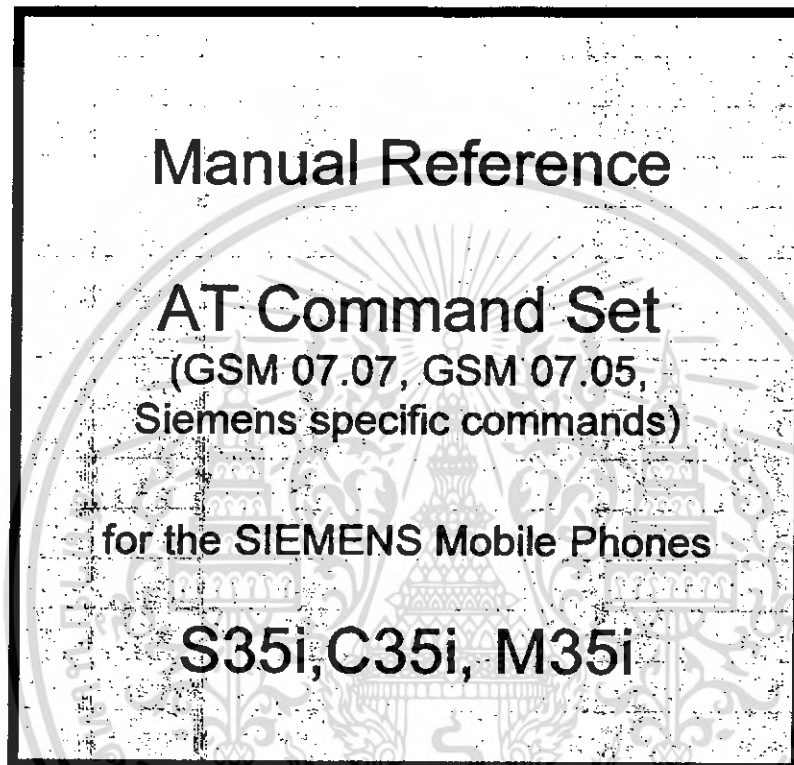 Manual Reference
AT Command Set
(GSM 07.07, GSM 07.05,
Siemens specific commands)
for the SIEMENS Mobile Phones
S35i,C35i, M35i